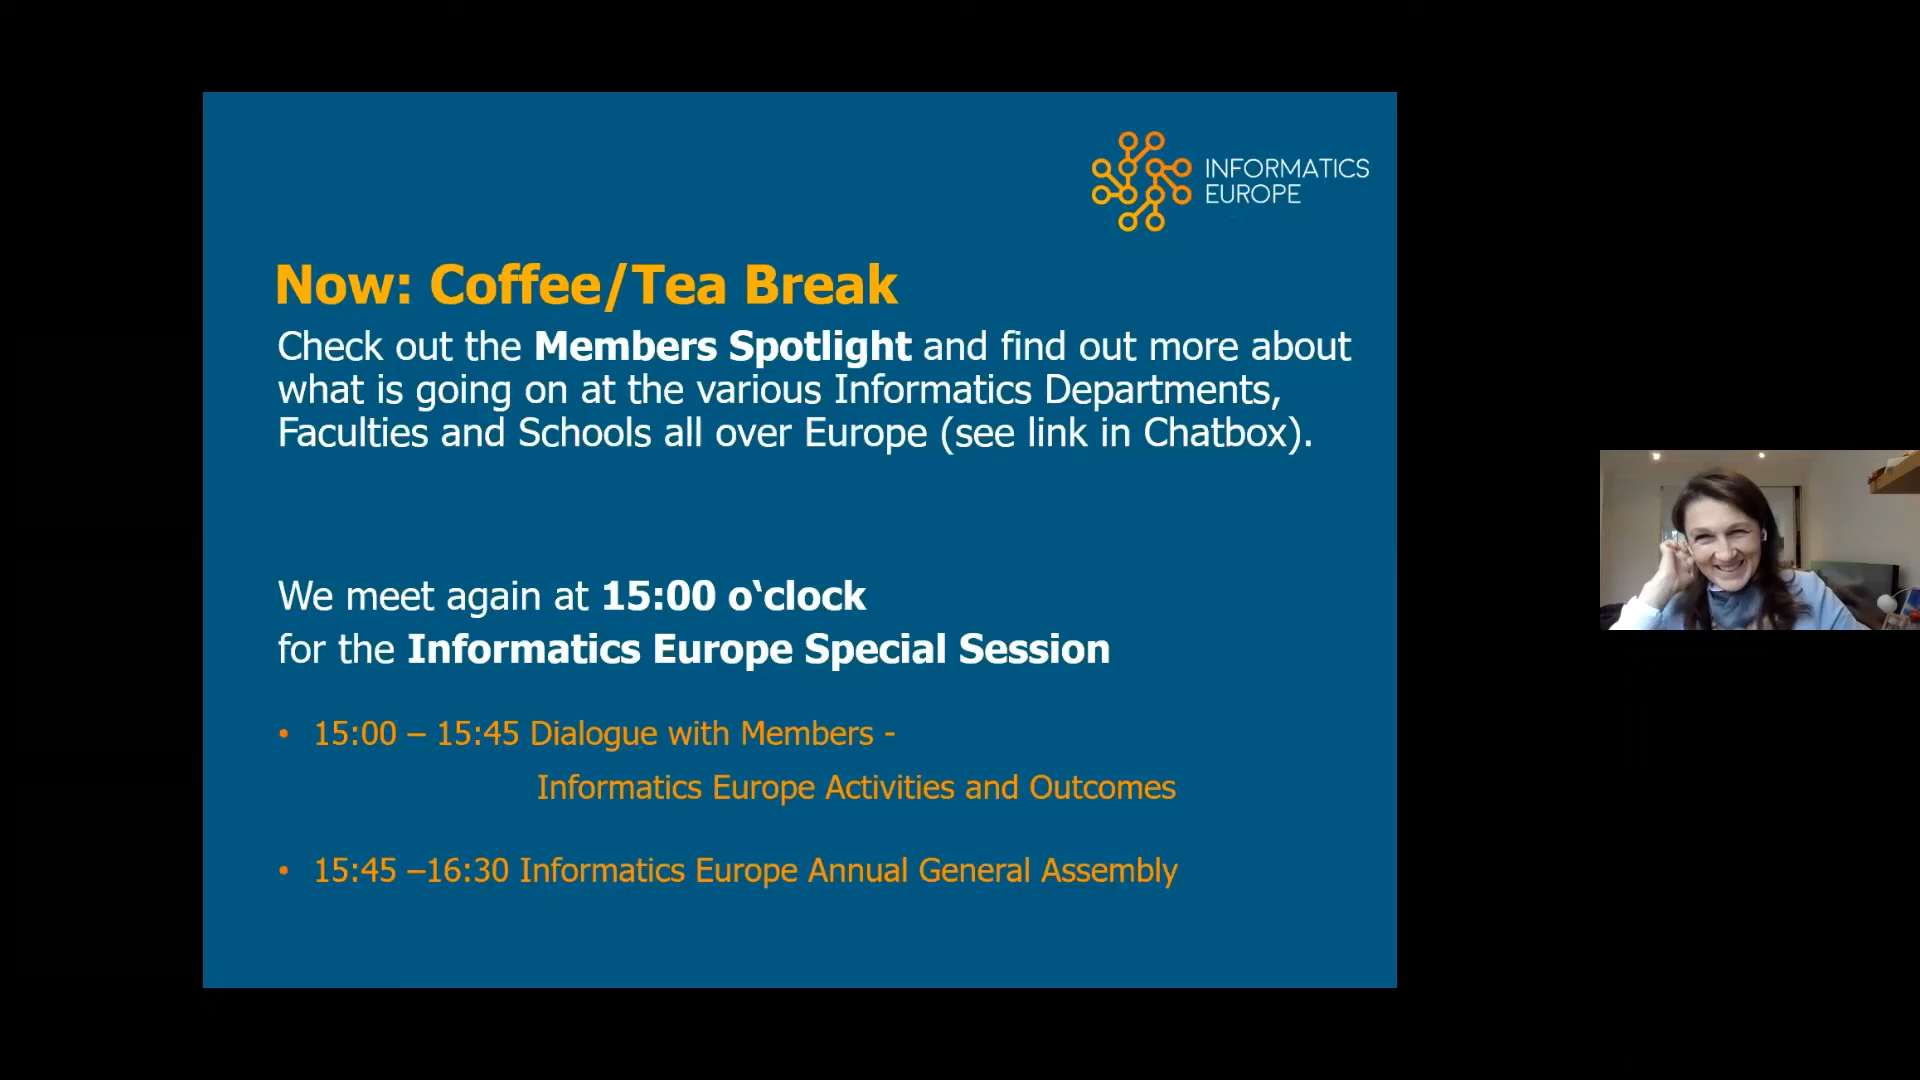 INFORMATICS
EUROPE
Now: Coffee/Tea Break
Check out the Members Spotlight and find out more about
what is going on at the various Informatics Departments,
Faculties and Schools all over Europe (see link in Chatbox).
We meet again at 15:00 o‘clock
for the Informatics Europe Special Session
• 15:00 – 15:45 Dialogue with Members -
Informatics Europe Activities and Outcomes
• 15:45 –16:30 Informatics Europe Annual General Assembly